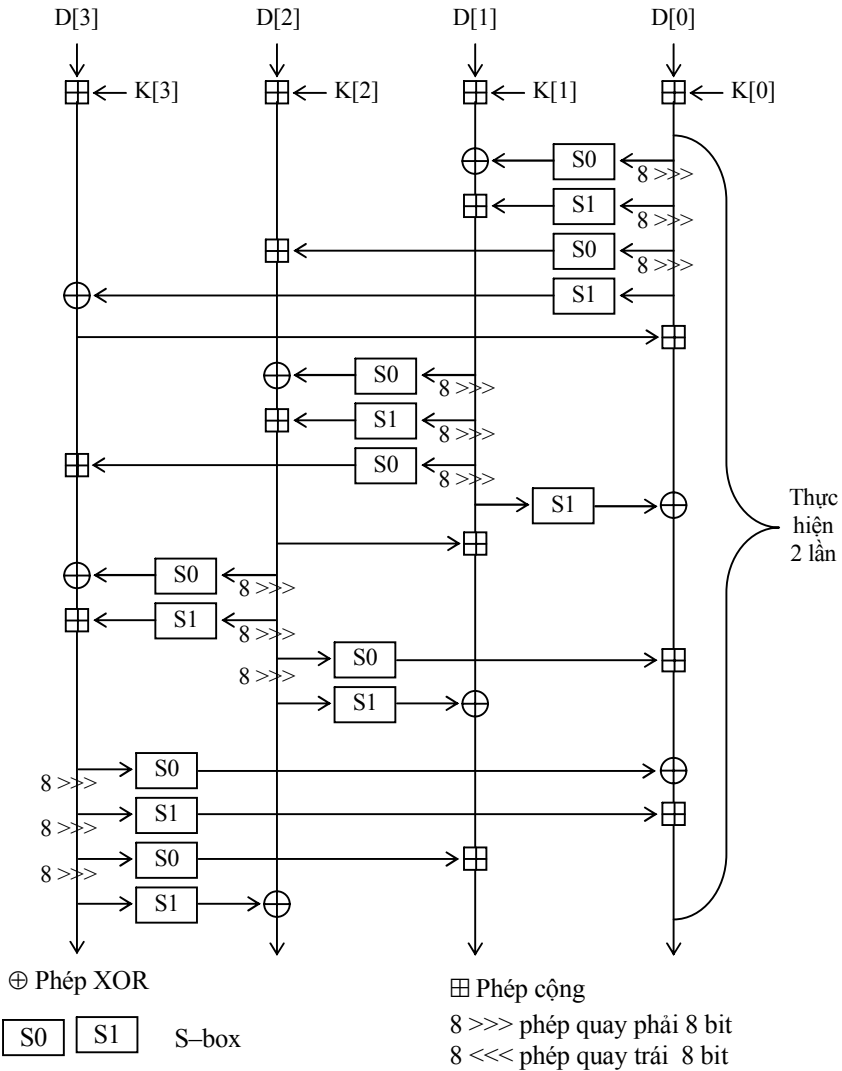 D[3] D[2] D[1] D[0]
K[3] K[2] K[1] K[0]
S0
8 >>>
S1
8 >>>
S0
8 >>>
S1
S0
8 >>>
S1
8 >>>
S0
8 >>>
S1
S0
8 >>>
S1
8 >>>
S0
8 >>>
S1
S0
8 >>>
S1
8 >>>
S0
8 >>>
S1
Thực
hiện
2 lần
⊕ Phép XOR
⊞ Phép cộng
S0 S1 S–box
8 >>> phép quay phải 8 bit
8 <<< phép quay trái 8 bit